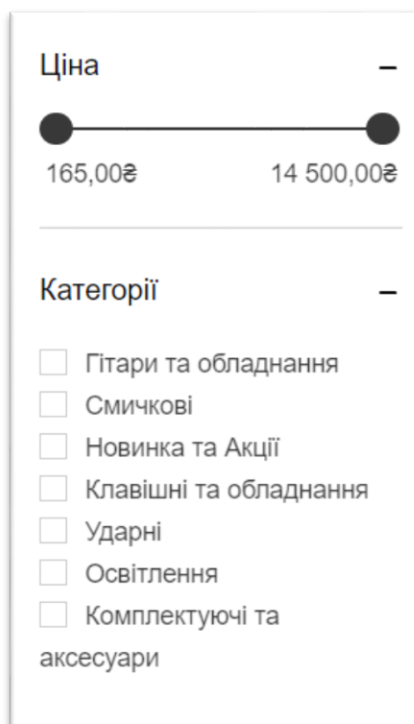 Ціна
165,00₴ 14 500,00₴
Категорії
Гітари та обладнання
Смичкові
Новинка та Акції
Клавішні та обладнання
Ударні
Освітлення
Комплектуючі та
аксесуари